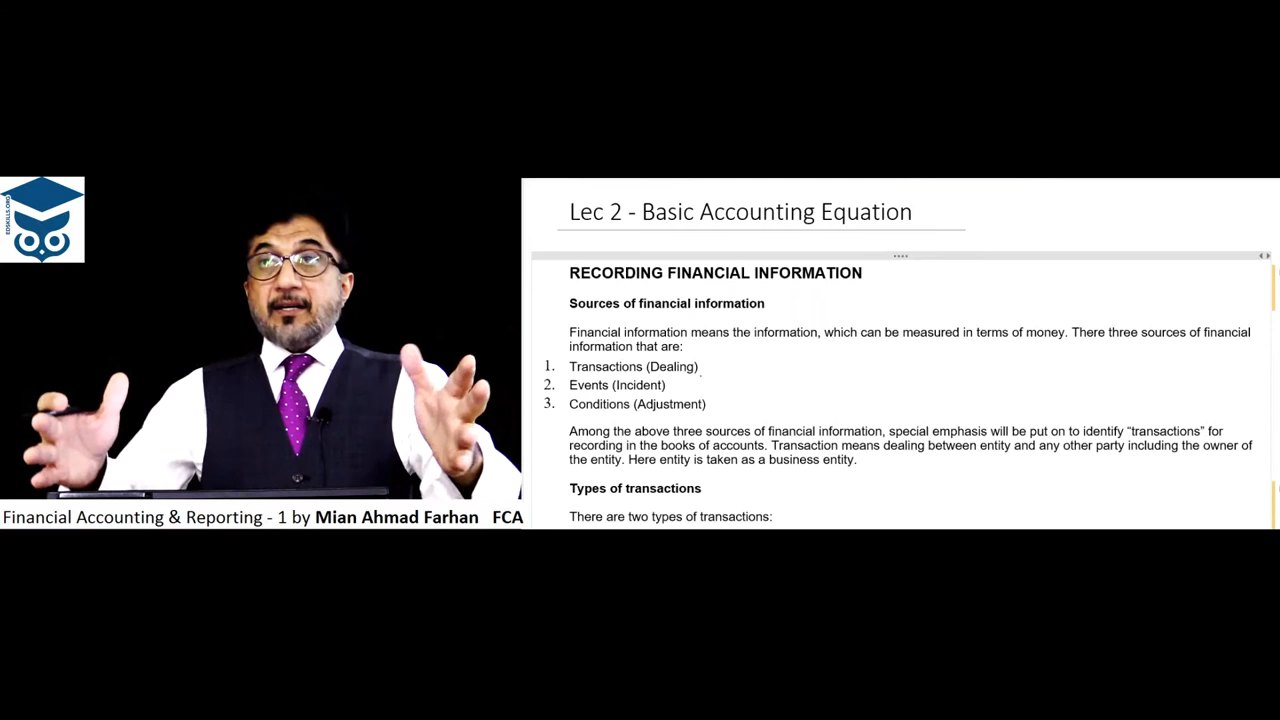 EDSKILLS.ORG
Lec 2 - Basic Accounting Equation
RECORDING FINANCIAL INFORMATION
Sources of financial information
Financial information means the information, which can be measured in terms of money. There three sources of financial
information that are:
1. Transactions (Dealing)
2. Events (Incident)
3. Conditions (Adjustment)
Among the above three sources of financial information, special emphasis will be put on to identify “transactions” for
recording in the books of accounts. Transaction means dealing between entity and any other party including the owner of
the entity. Here entity is taken as a business entity.
Types of transactions
There are two types of transactions:
Financial Accounting & Reporting - 1 by Mian Ahmad Farhan FCA